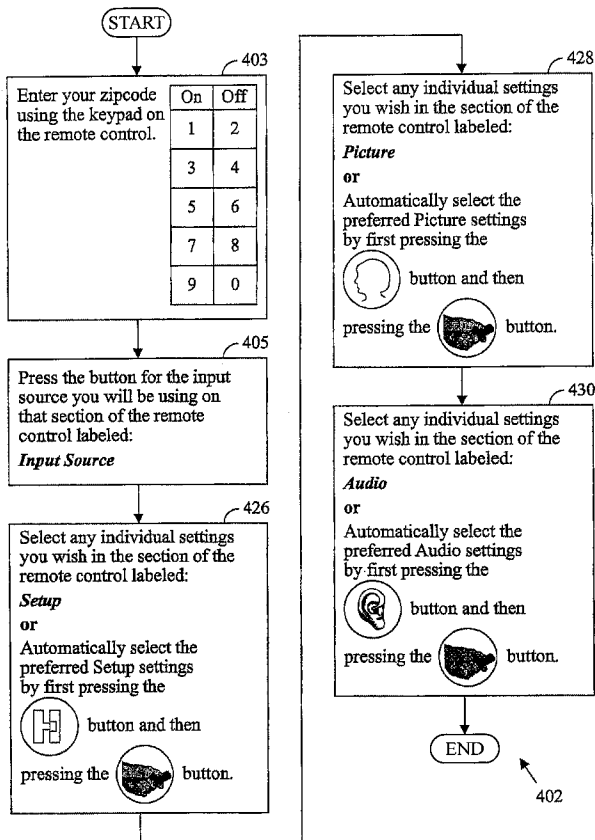 START
403
Enter your zipcode
using the keypad on
the remote control.
On Off
1 2
3 4
5 6
7 8
9 0
405
Press the button for the input
source you will be using on
that section of the remote
control labeled:
Input Source
426
Select any individual settings
you wish in the section of the
remote control labeled:
Setup
or
Automatically select the
preferred Setup settings
by first pressing the
button and then
pressing the button.
428
Select any individual settings
you wish in the section of the
remote control labeled:
Picture
or
Automatically select the
preferred Picture settings
by first pressing the
button and then
pressing the button.
430
Select any individual settings
you wish in the section of the
remote control labeled:
Audio
or
Automatically select the
preferred Audio settings
by first pressing the
button and then
pressing the button.
END
402